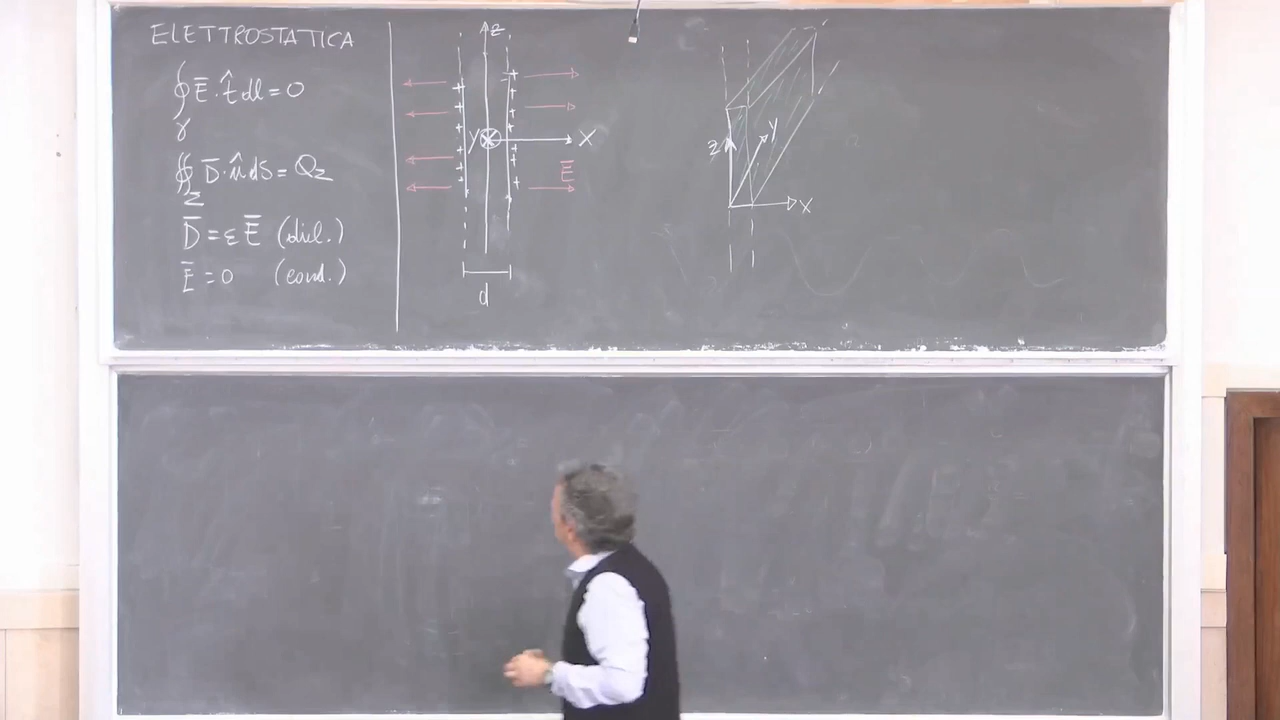 ELETTROSTATICA
∮ E̅ · t̂ dl = 0
γ
∯ D̅ · n̂ dS = Q_Σ
Σ
D̅ = ε E̅ (diel.)
E̅ = 0 (cond.)
z
+ +
+ +
+ +
+ +
y x
+ +
+ +
E̅
d
z
y
x